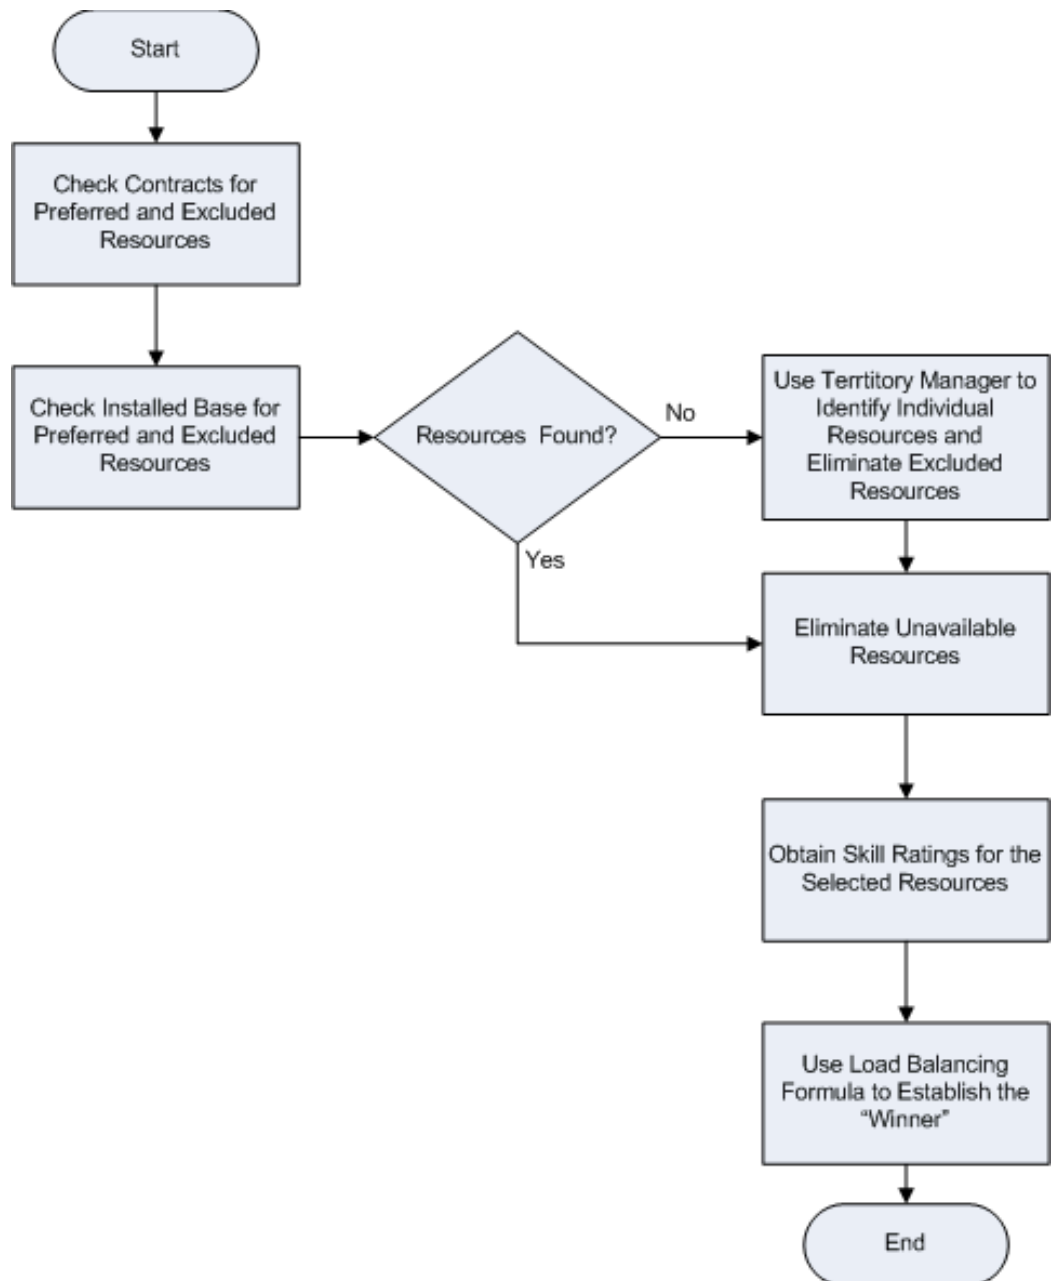 Start
Check Contracts for
Preferred and Excluded
Resources
Check Installed Base for
Preferred and Excluded
Resources
Resources Found?
No
Yes
Use Terrtitory Manager to
Identify Individual
Resources and
Eliminate Excluded
Resources
Eliminate Unavailable
Resources
Obtain Skill Ratings for the
Selected Resources
Use Load Balancing
Formula to Establish the
“Winner”
End